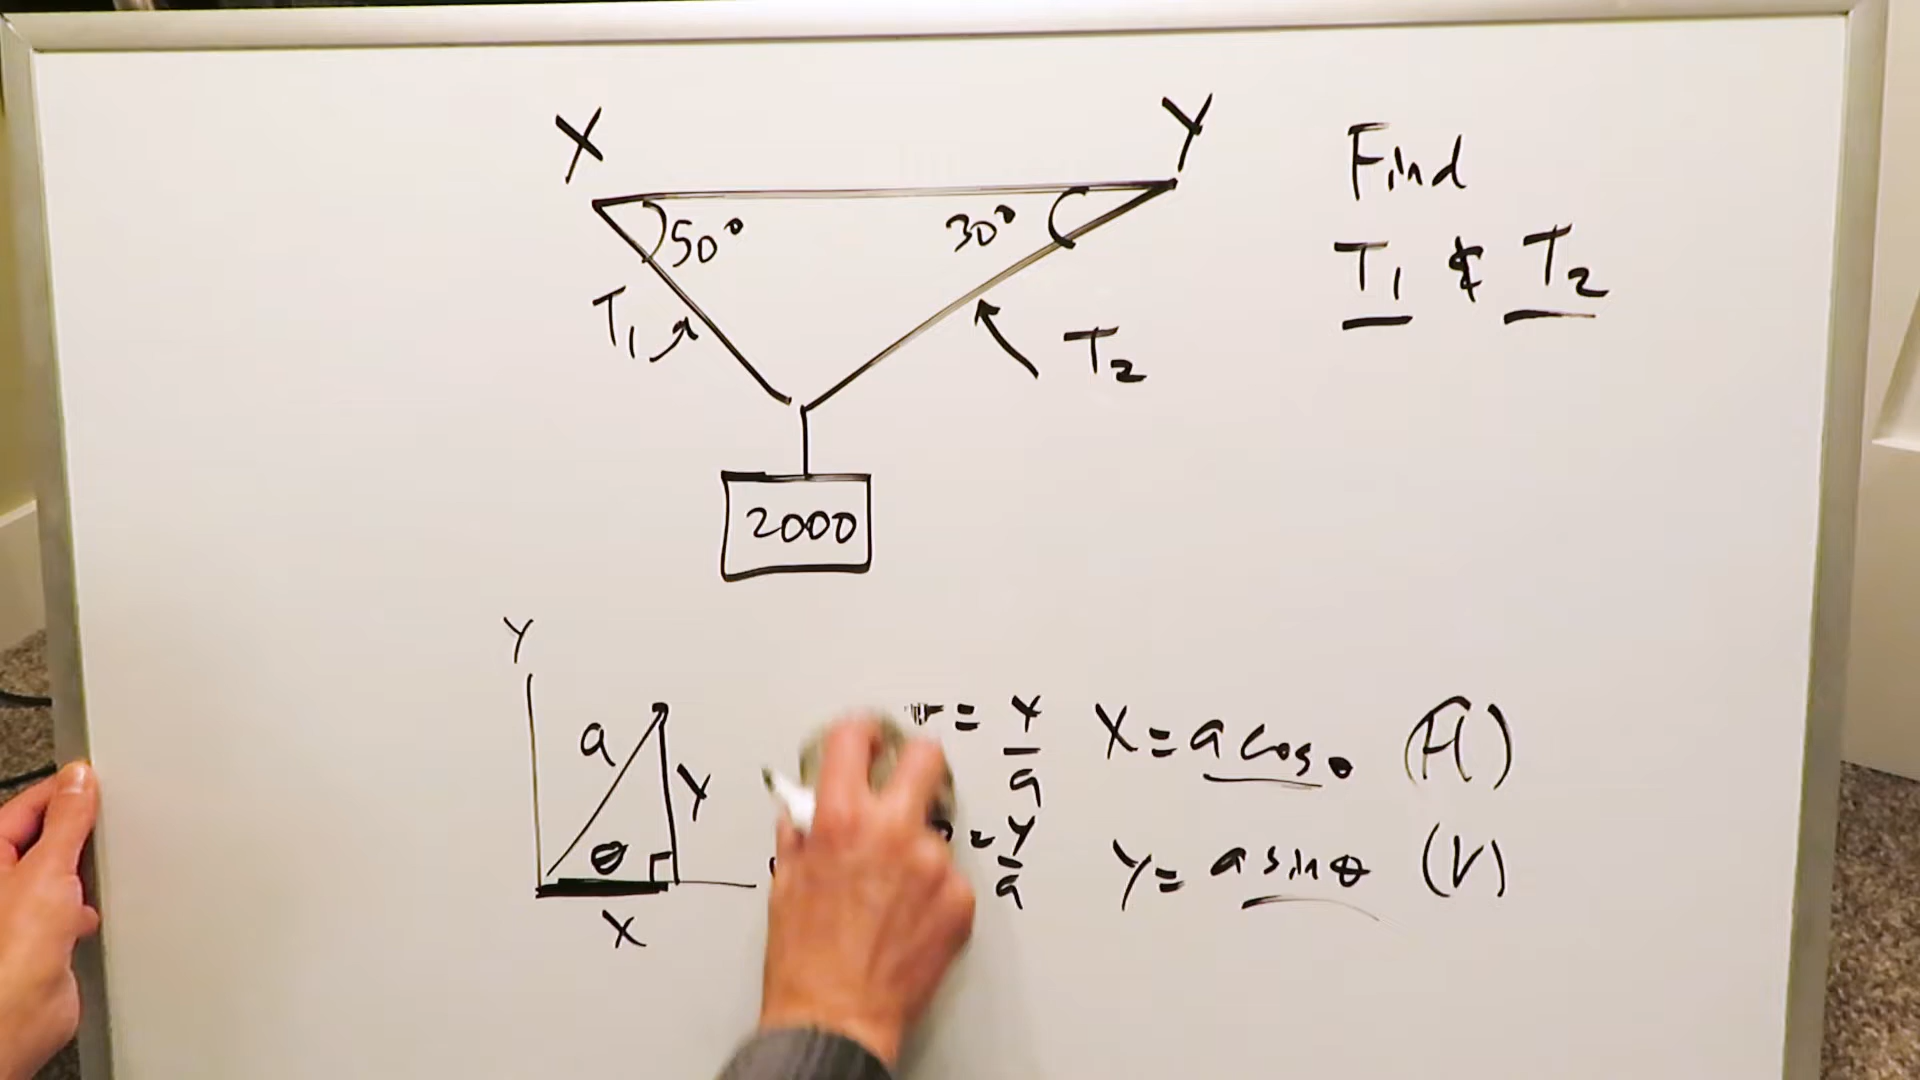 X Y
50° 30°
T₁ T₂
2000
Find
T₁ & T₂
Y
a Y
θ
X
= X/a X = a cos θ (H)
= Y/a Y = a sin θ (V)